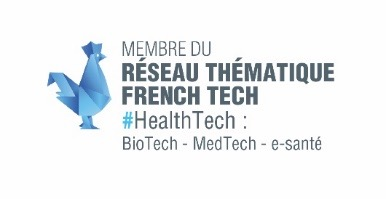 MEMBRE DU
RÉSEAU THÉMATIQUE
FRENCH TECH
#HealthTech :
BioTech - MedTech - e-santé